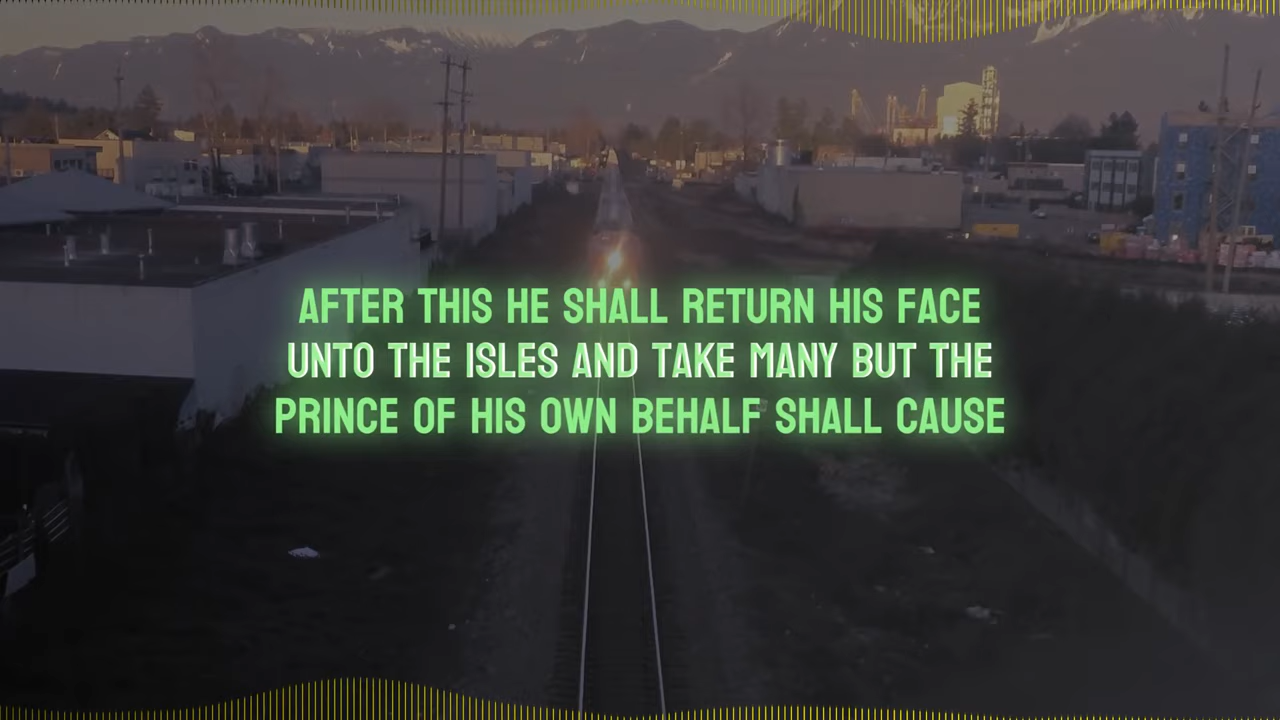 AFTER THIS HE SHALL RETURN HIS FACE
UNTO THE ISLES AND TAKE MANY BUT THE
PRINCE OF HIS OWN BEHALF SHALL CAUSE